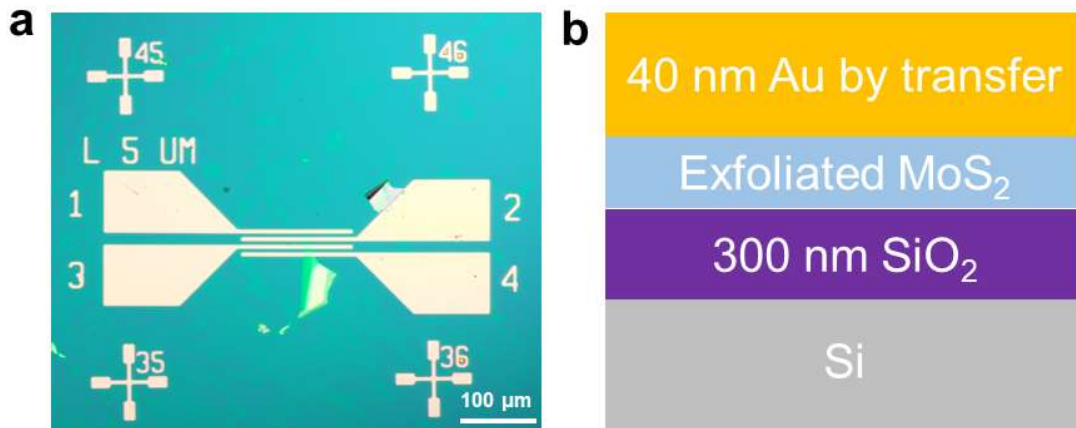 a
45
46
L 5 UM
1
2
3
4
35
36
100 μm
b
40 nm Au by transfer
Exfoliated MoS₂
300 nm SiO₂
Si